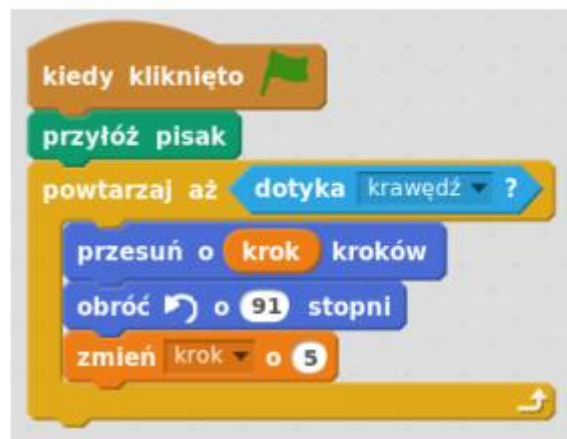 kiedy kliknięto
przyłóż pisak
powtarzaj aż dotyka krawędź ?
przesuń o krok kroków
obróć o 91 stopni
zmień krok o 5